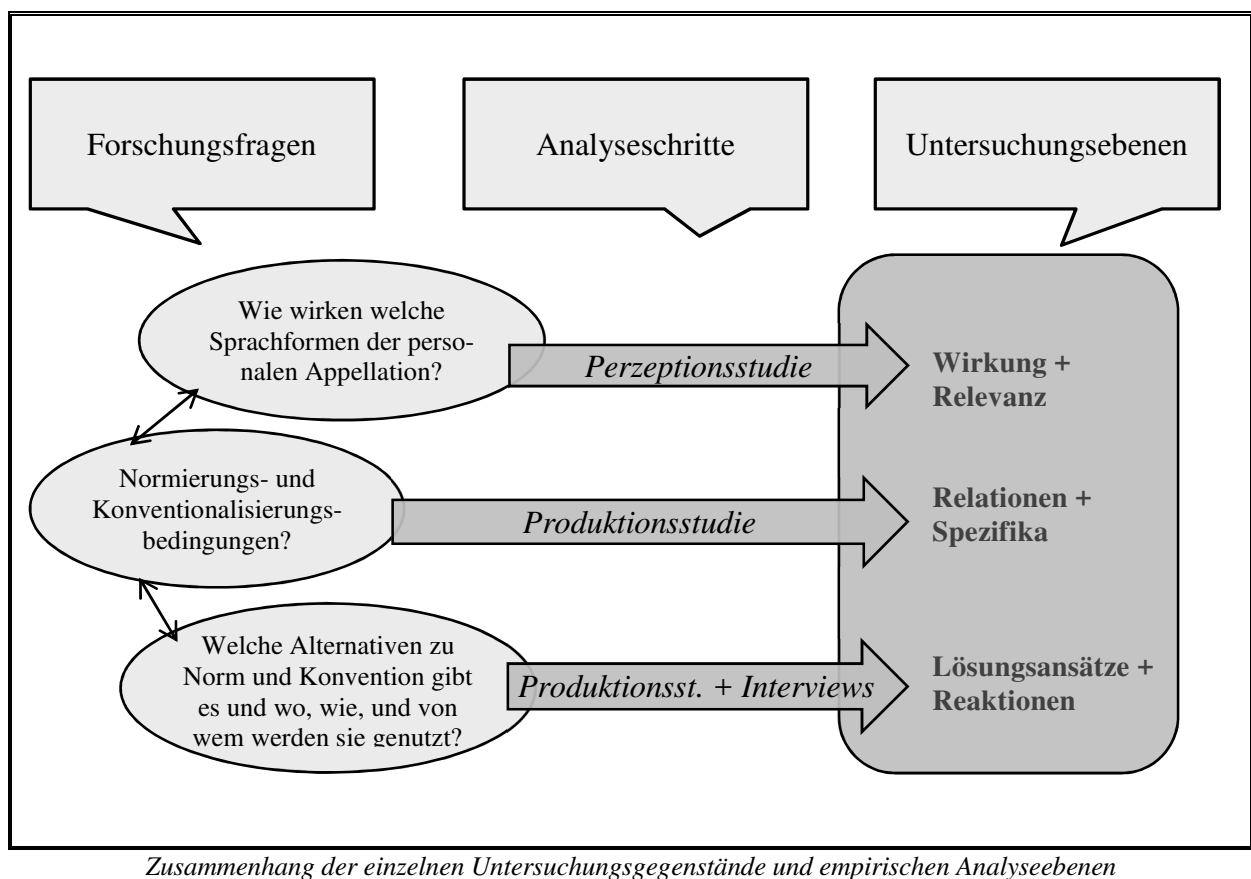 Forschungsfragen
Analyseschritte
Untersuchungsebenen
Wie wirken welche
Sprachformen der perso-
nalen Appellation?
Perzeptionsstudie
Wirkung +
Relevanz
Normierungs- und
Konventionalisierungs-
bedingungen?
Produktionsstudie
Relationen +
Spezifika
Welche Alternativen zu
Norm und Konvention gibt
es und wo, wie, und von
wem werden sie genutzt?
Produktionsst. + Interviews
Lösungsansätze +
Reaktionen
Zusammenhang der einzelnen Untersuchungsgegenstände und empirischen Analyseebenen